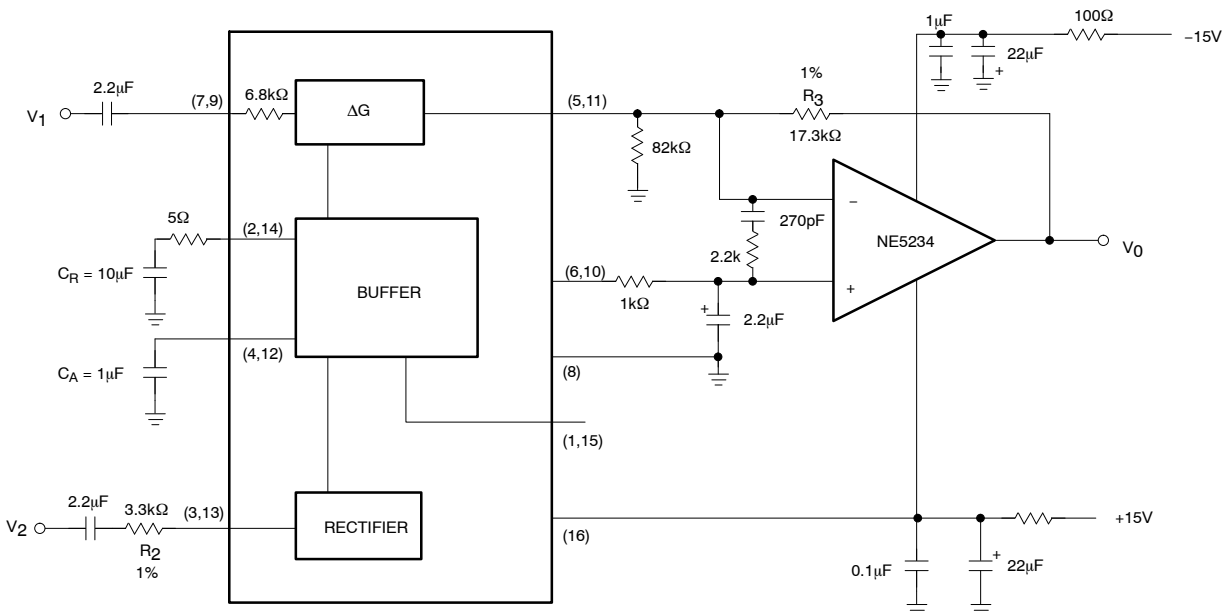 1μF
100Ω
–15V
22μF
+
2.2μF
V1
(7,9)
6.8kΩ
ΔG
(5,11)
1%
R3
17.3kΩ
82kΩ
5Ω
(2,14)
CR = 10μF
BUFFER
(6,10)
1kΩ
270pF
2.2k
–
+
NE5234
V0
+
2.2μF
(4,12)
CA = 1μF
(8)
(1,15)
2.2μF
V2
3.3kΩ
R2
1%
(3,13)
RECTIFIER
(16)
+15V
0.1μF
+
22μF